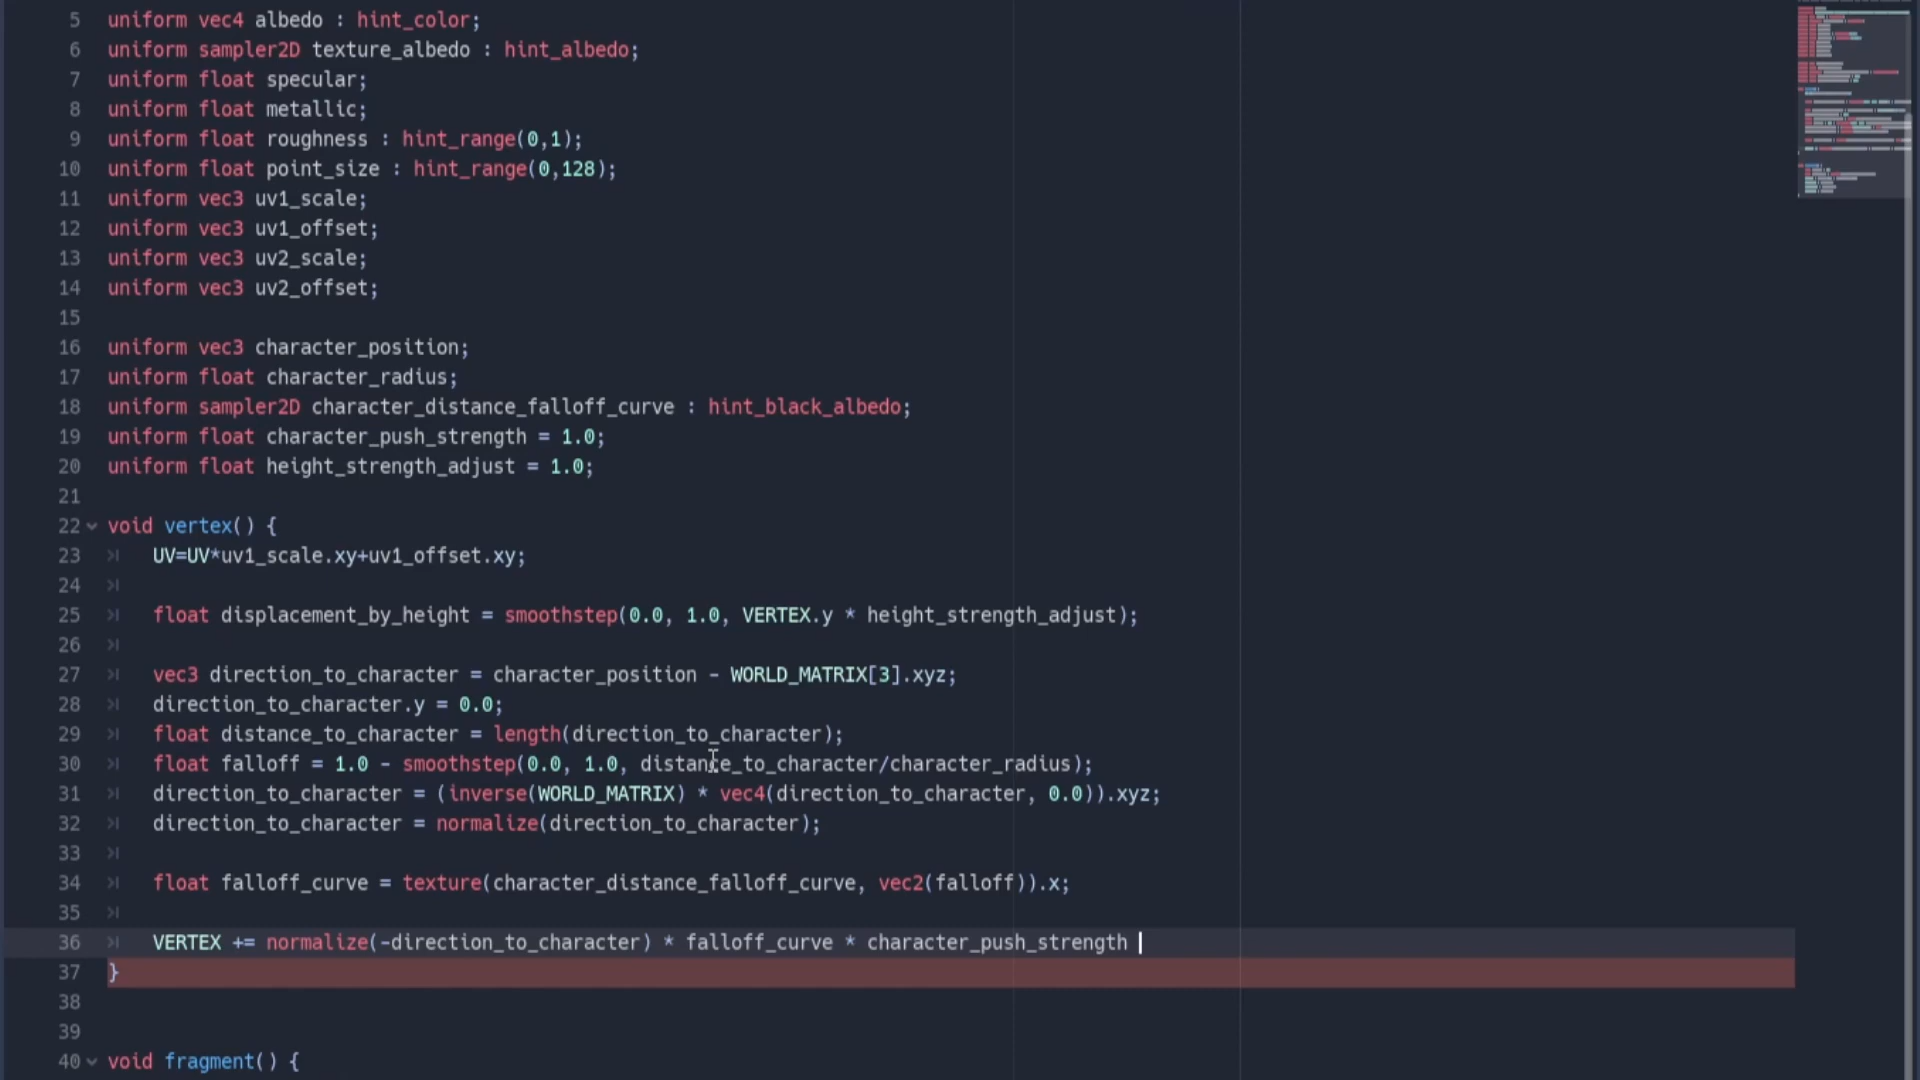 5 uniform vec4 albedo : hint_color;
6 uniform sampler2D texture_albedo : hint_albedo;
7 uniform float specular;
8 uniform float metallic;
9 uniform float roughness : hint_range(0,1);
10 uniform float point_size : hint_range(0,128);
11 uniform vec3 uv1_scale;
12 uniform vec3 uv1_offset;
13 uniform vec3 uv2_scale;
14 uniform vec3 uv2_offset;
15
16 uniform vec3 character_position;
17 uniform float character_radius;
18 uniform sampler2D character_distance_falloff_curve : hint_black_albedo;
19 uniform float character_push_strength = 1.0;
20 uniform float height_strength_adjust = 1.0;
21
22 void vertex() {
23 UV=UV*uv1_scale.xy+uv1_offset.xy;
24
25 float displacement_by_height = smoothstep(0.0, 1.0, VERTEX.y * height_strength_adjust);
26
27 vec3 direction_to_character = character_position - WORLD_MATRIX[3].xyz;
28 direction_to_character.y = 0.0;
29 float distance_to_character = length(direction_to_character);
30 float falloff = 1.0 - smoothstep(0.0, 1.0, distance_to_character/character_radius);
31 direction_to_character = (inverse(WORLD_MATRIX) * vec4(direction_to_character, 0.0)).xyz;
32 direction_to_character = normalize(direction_to_character);
33
34 float falloff_curve = texture(character_distance_falloff_curve, vec2(falloff)).x;
35
36 VERTEX += normalize(-direction_to_character) * falloff_curve * character_push_strength
37 }
38
39
40 void fragment() {